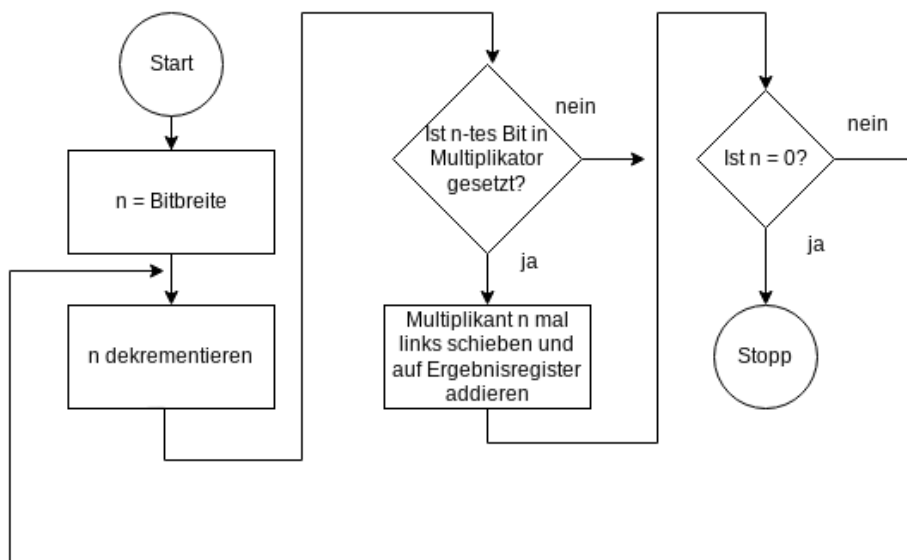 Start
n = Bitbreite
n dekrementieren
Ist n-tes Bit in
Multiplikator
gesetzt?
nein
ja
Multiplikant n mal
links schieben und
auf Ergebnisregister
addieren
Ist n = 0?
nein
ja
Stopp